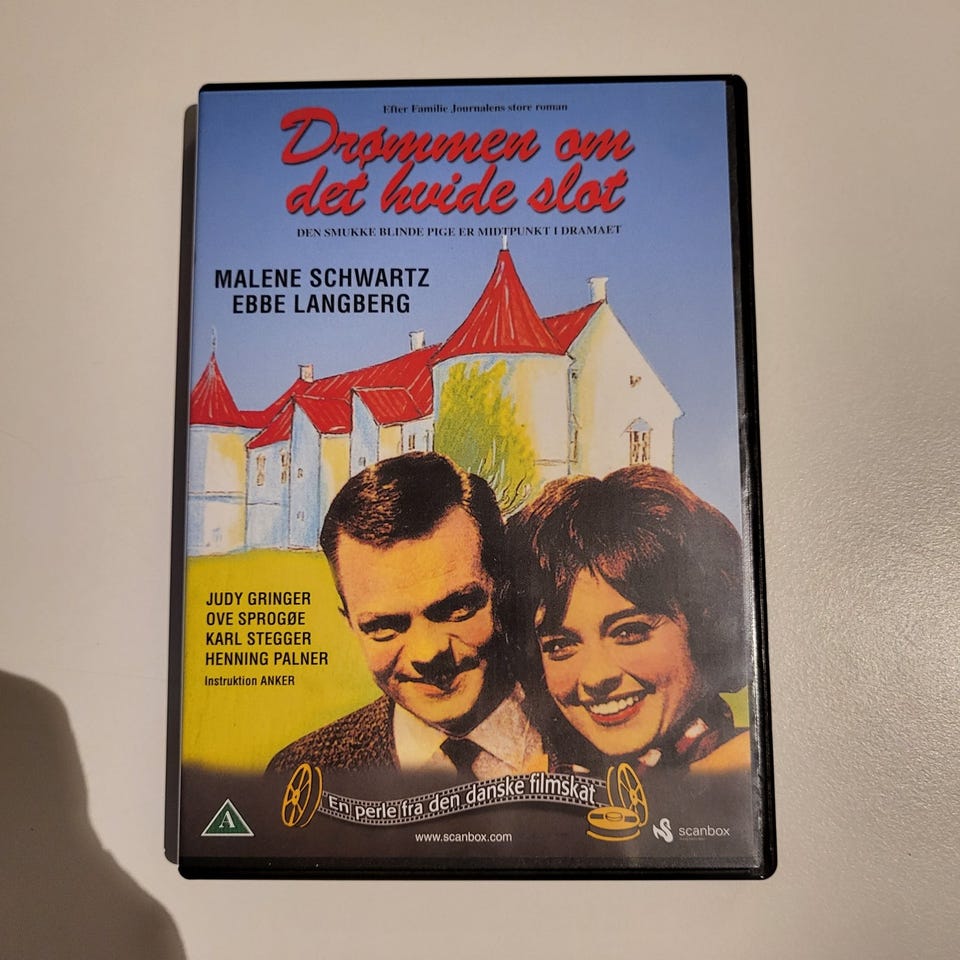 Efter Familie Journalens store roman
Drømmen om
det hvide slot
DEN SMUKKE BLINDE PIGE ER MIDTPUNKT I DRAMAET
MALENE SCHWARTZ
EBBE LANGBERG
JUDY GRINGER
OVE SPROGØE
KARL STEGGER
HENNING PALNER
Instruktion ANKER
En perle fra den danske filmskat
A
www.scanbox.com
scanbox